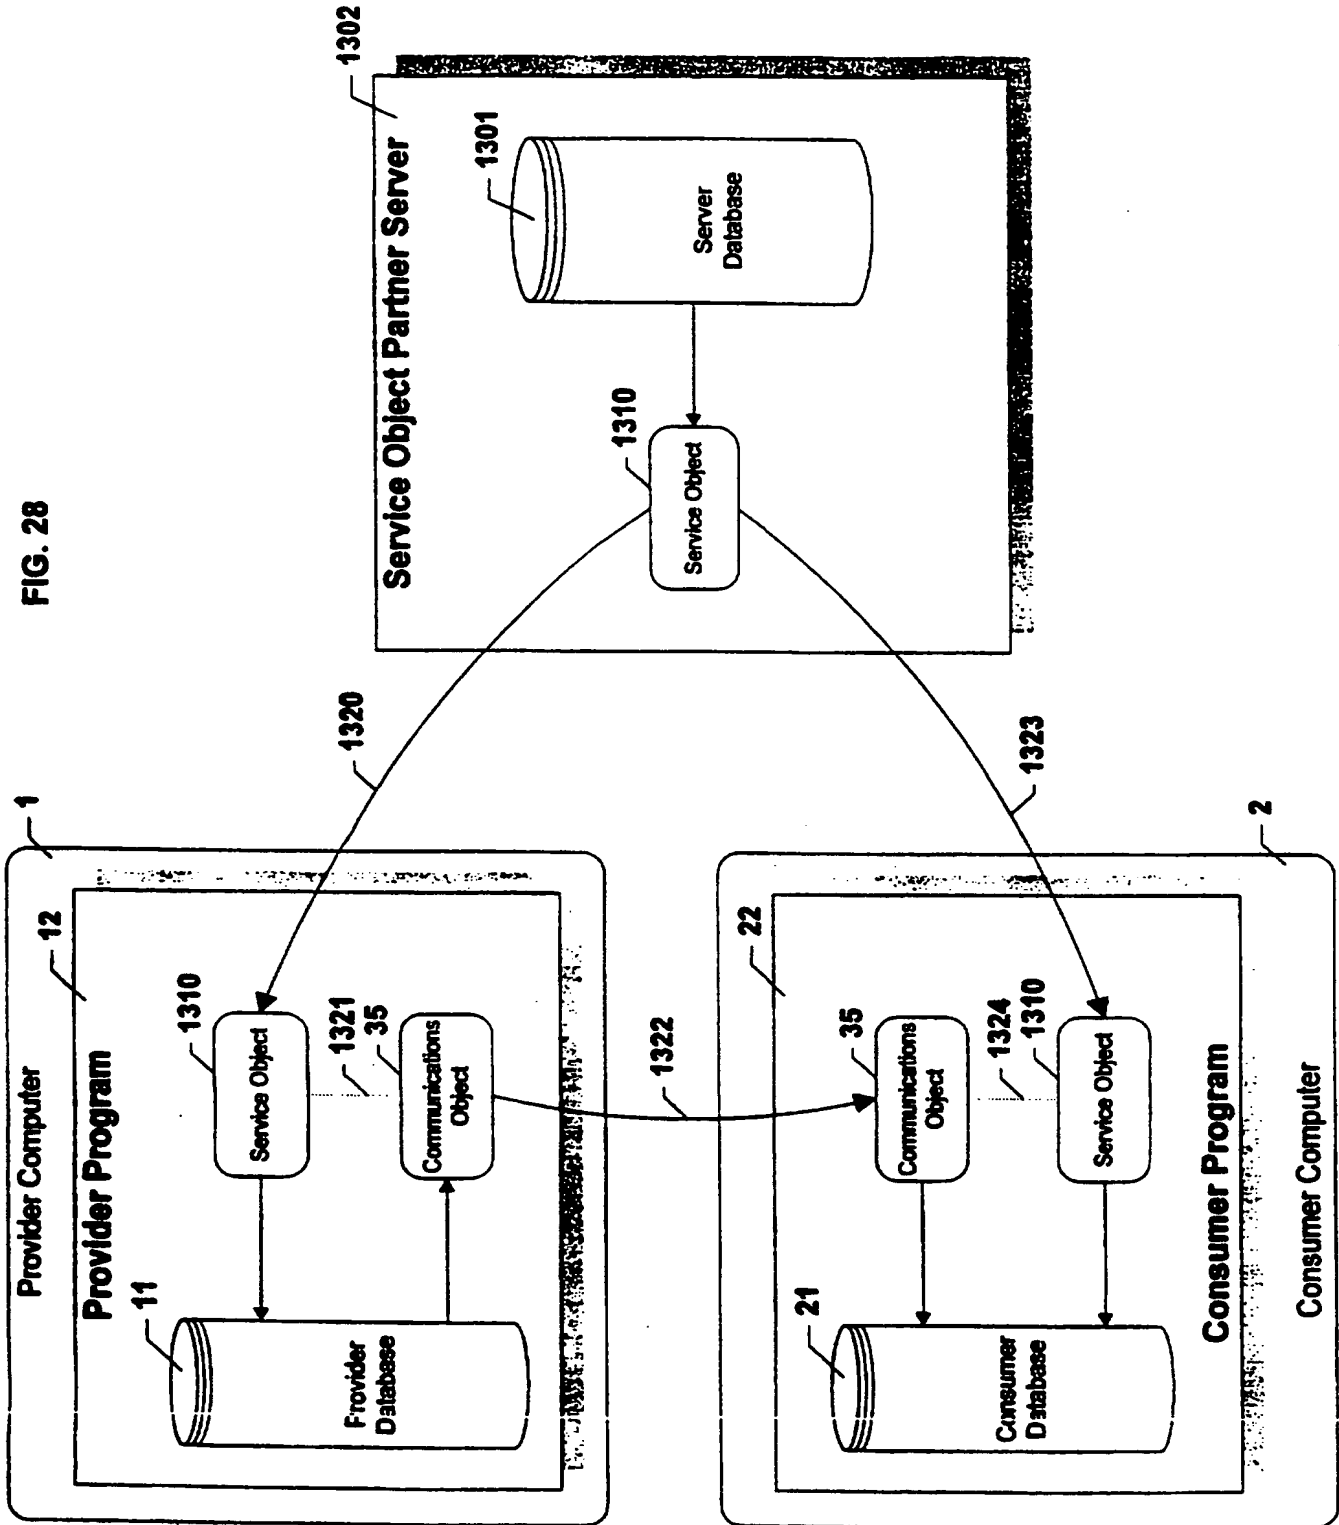 FIG. 28
Provider Computer
1
Provider Program
12
11
Provider
Database
1310
Service Object
1321
35
Communications
Object
1320
1322
Service Object Partner Server
1302
1310
Service Object
1301
Server
Database
1323
2
22
35
Communications
Object
1324
1310
Service Object
21
Consumer
Database
Consumer Program
Consumer Computer